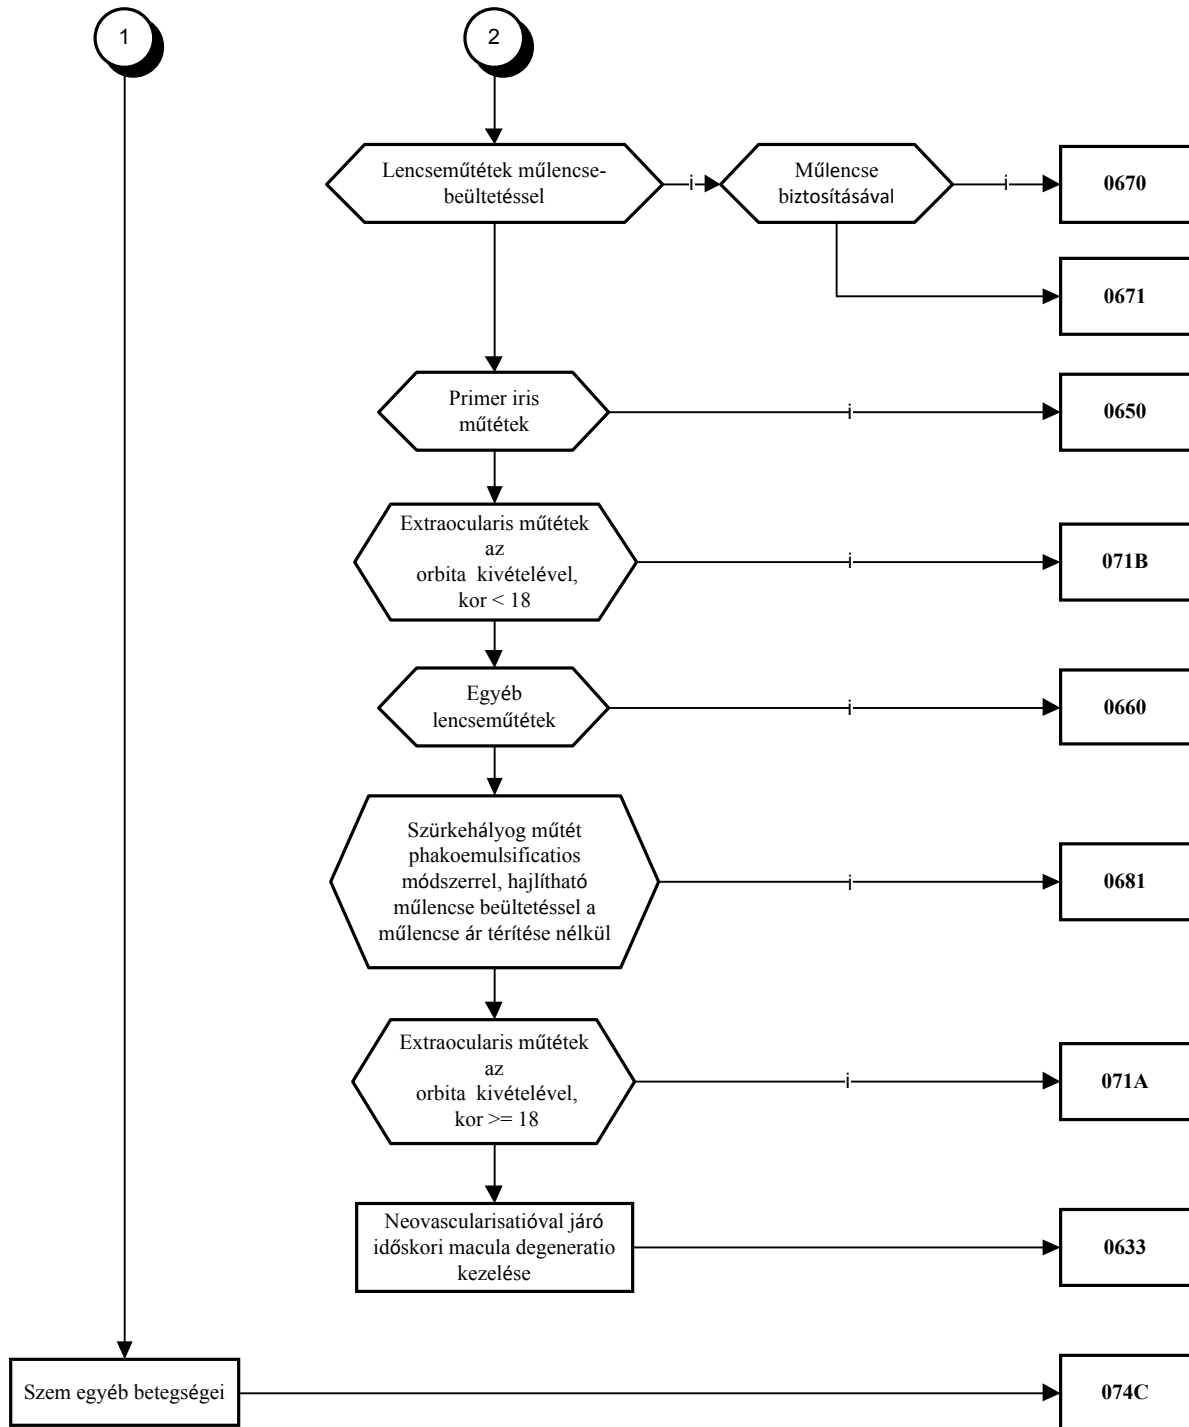 1
2
Lencseműtétek műlencse-
beültetéssel
i
Műlencse
biztosításával
i
0670
0671
Primer iris
műtétek
i
0650
Extraocularis műtétek
az
orbita kivételével,
kor < 18
i
071B
Egyéb
lencseműtétek
i
0660
Szürkehályog műtét
phakoemulsificatios
módszerrel, hajlítható
műlencse beültetéssel a
műlencse ár térítése nélkül
i
0681
Extraocularis műtétek
az
orbita kivételével,
kor >= 18
i
071A
Neovascularisatióval járó
időskori macula degeneratio
kezelése
0633
Szem egyéb betegségei
074C